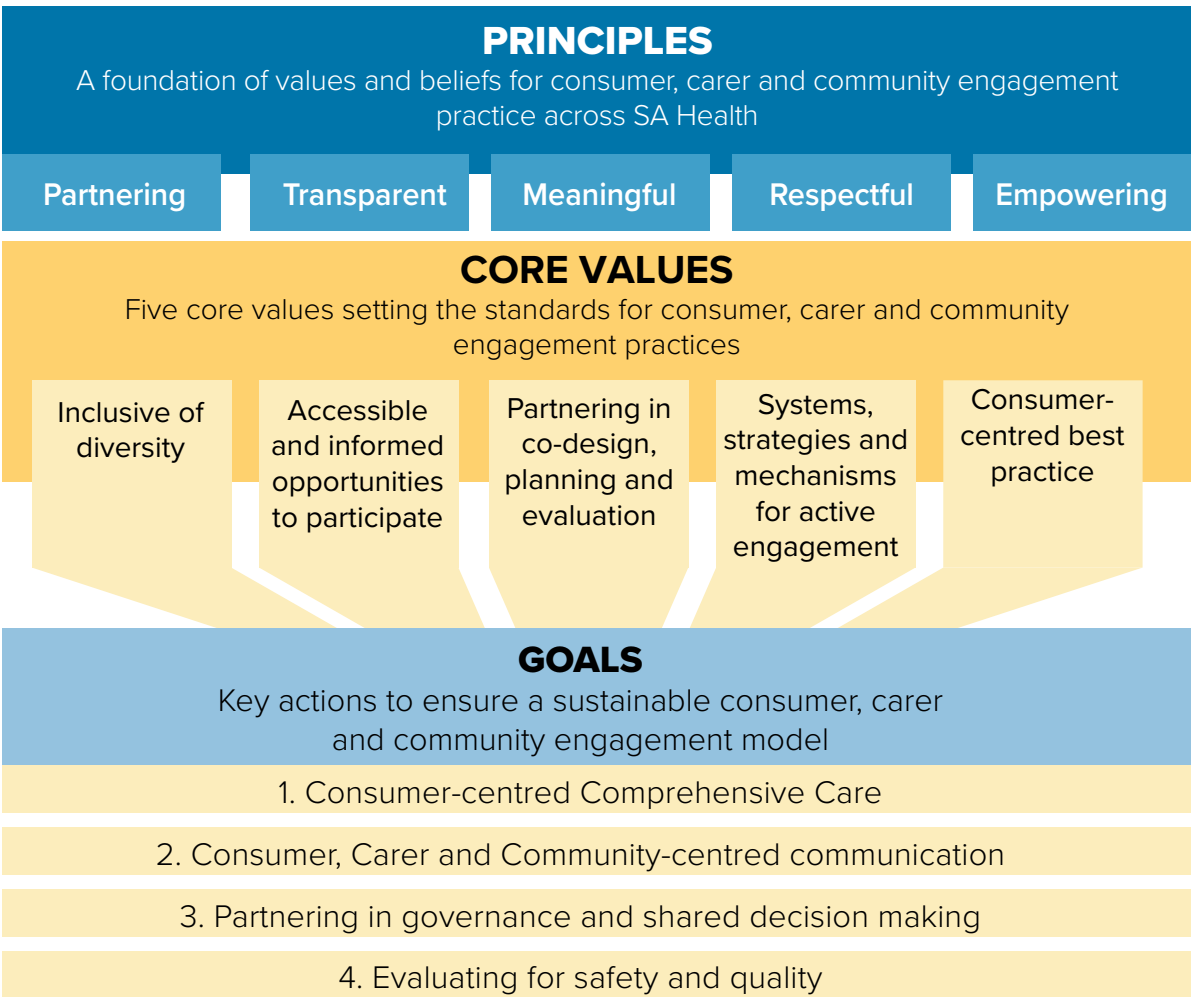 PRINCIPLES
A foundation of values and beliefs for consumer, carer and community engagement
practice across SA Health
Partnering
Transparent
Meaningful
Respectful
Empowering
CORE VALUES
Five core values setting the standards for consumer, carer and community
engagement practices
Inclusive of
diversity
Accessible
and informed
opportunities
to participate
Partnering in
co-design,
planning and
evaluation
Systems,
strategies and
mechanisms
for active
engagement
Consumer-
centred best
practice
GOALS
Key actions to ensure a sustainable consumer, carer
and community engagement model
1. Consumer-centred Comprehensive Care
2. Consumer, Carer and Community-centred communication
3. Partnering in governance and shared decision making
4. Evaluating for safety and quality